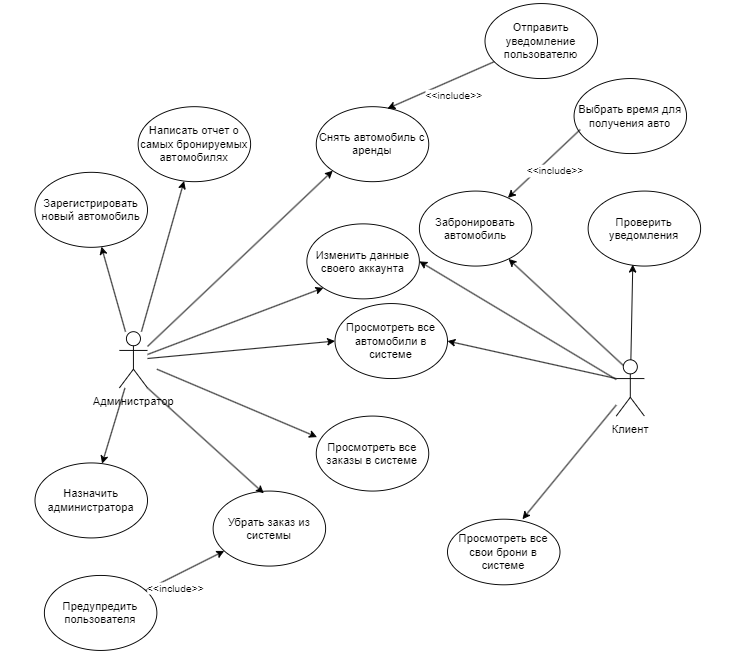 Отправить
уведомление
пользователю
<<include>>
Выбрать время для
получения авто
Написать отчет о
самых бронируемых
автомобилях
Снять автомобиль с
аренды
<<include>>
Зарегистрировать
новый автомобиль
Забронировать
автомобиль
Проверить
уведомления
Изменить данные
своего аккаунта
Просмотреть все
автомобили в
системе
Администратор
Клиент
Просмотреть все
заказы в системе
Назначить
администратора
Убрать заказ из
системы
Просмотреть все
свои брони в
системе
<<include>>
Предупредить
пользователя